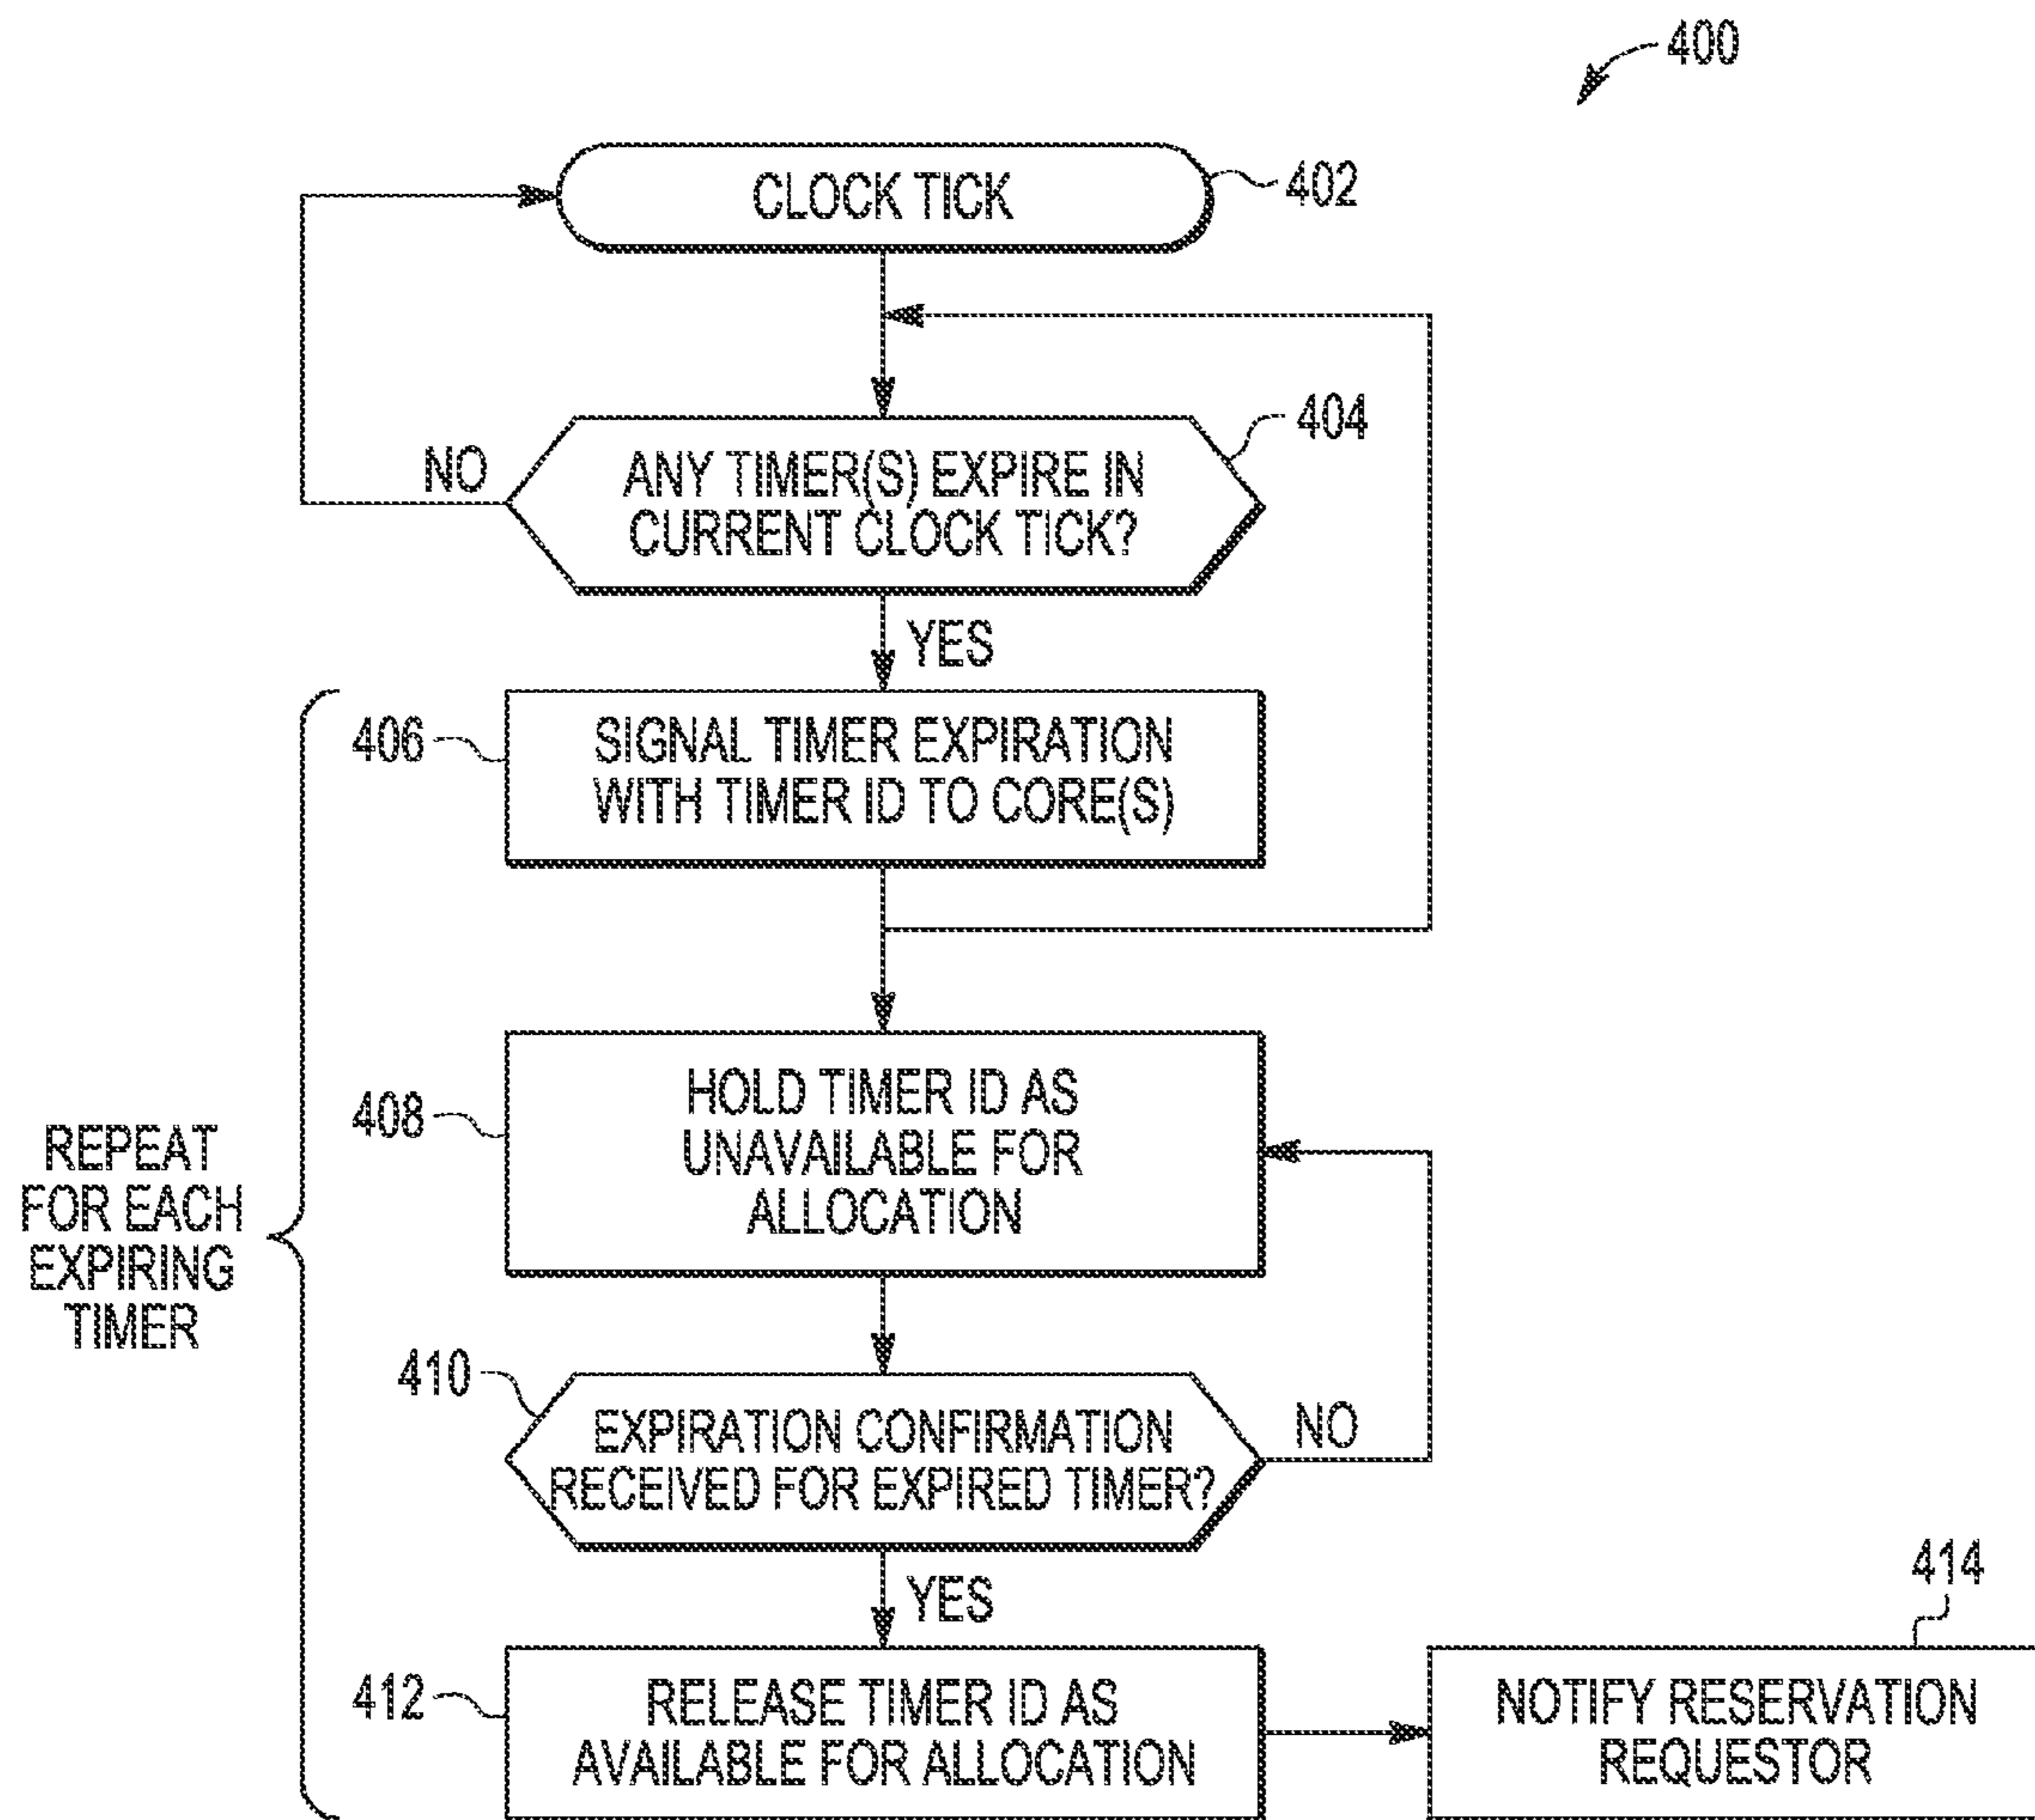 400
CLOCK TICK
402
ANY TIMER(S) EXPIRE IN
CURRENT CLOCK TICK?
404
NO
YES
406
SIGNAL TIMER EXPIRATION
WITH TIMER ID TO CORE(S)
408
HOLD TIMER ID AS
UNAVAILABLE FOR
ALLOCATION
REPEAT
FOR EACH
EXPIRING
TIMER
410
EXPIRATION CONFIRMATION
RECEIVED FOR EXPIRED TIMER?
NO
YES
412
RELEASE TIMER ID AS
AVAILABLE FOR ALLOCATION
414
NOTIFY RESERVATION
REQUESTOR